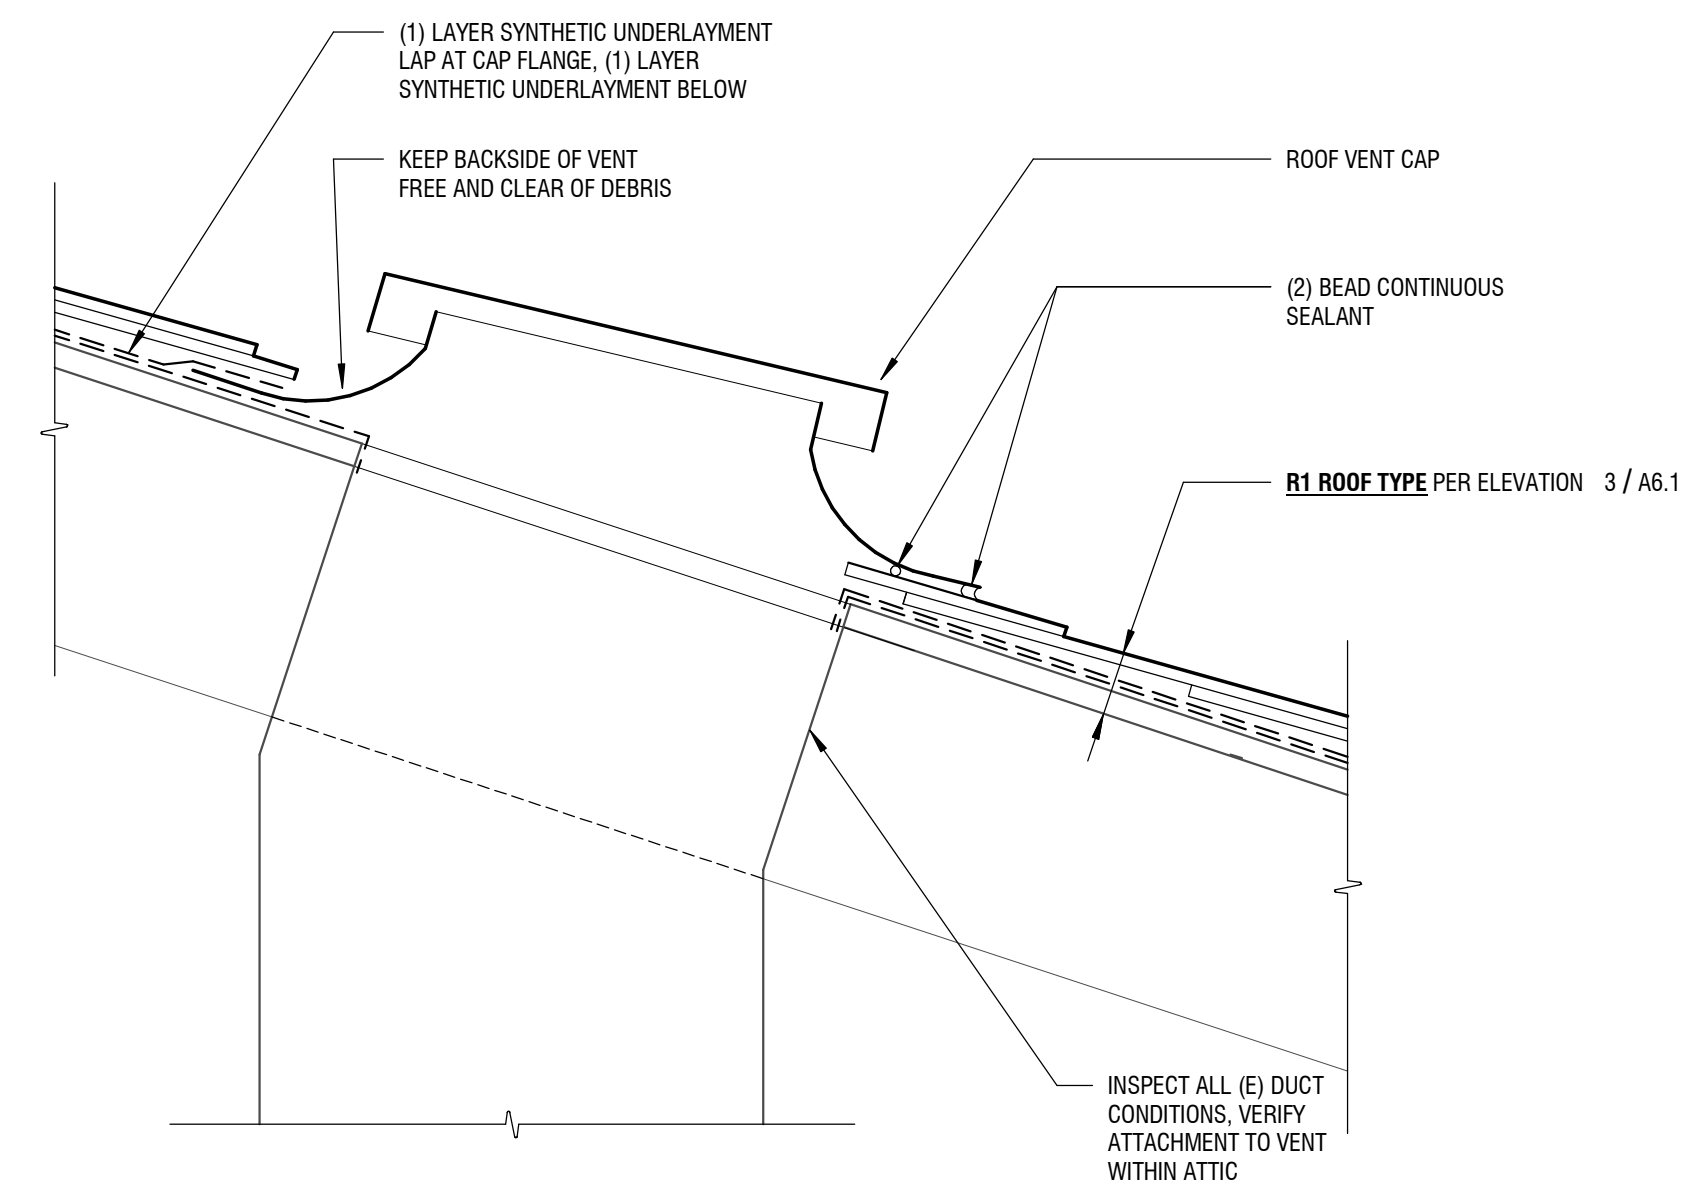 (1) LAYER SYNTHETIC UNDERLAYMENT
LAP AT CAP FLANGE, (1) LAYER
SYNTHETIC UNDERLAYMENT BELOW
KEEP BACKSIDE OF VENT
FREE AND CLEAR OF DEBRIS
ROOF VENT CAP
(2) BEAD CONTINUOUS
SEALANT
R1 ROOF TYPE PER ELEVATION 3 / A6.1
INSPECT ALL (E) DUCT
CONDITIONS, VERIFY
ATTACHMENT TO VENT
WITHIN ATTIC